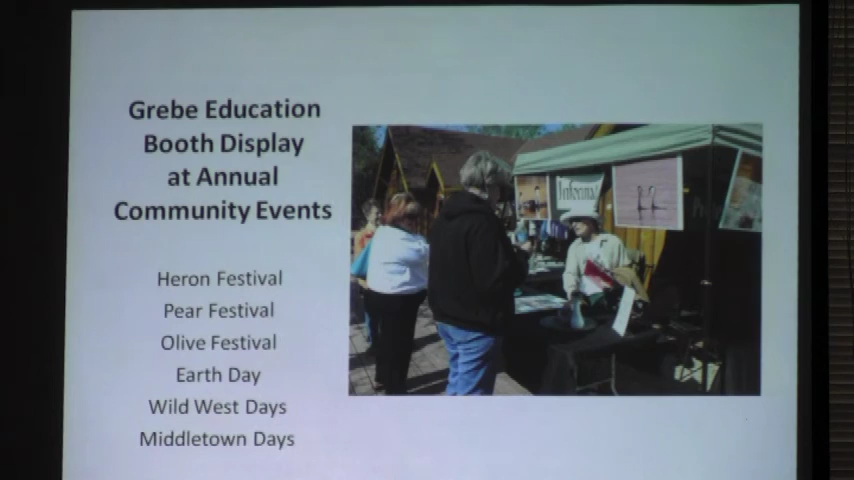 Grebe Education
Booth Display
at Annual
Community Events
Heron Festival
Pear Festival
Olive Festival
Earth Day
Wild West Days
Middletown Days